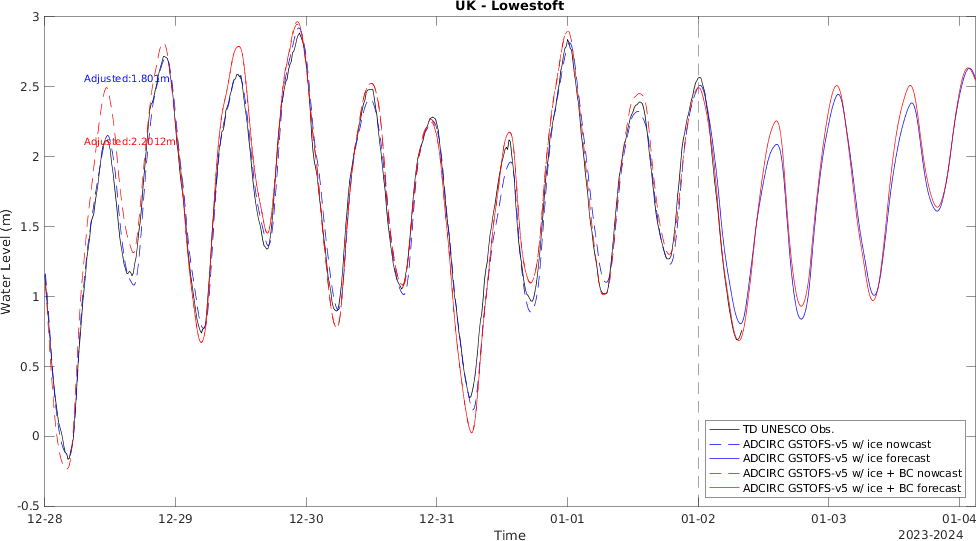 UK - Lowestoft
3
2.5
2
1.5
1
0.5
0
-0.5
Water Level (m)
Adjusted:1.801m
Adjusted:2.2012m
TD UNESCO Obs.
ADCIRC GSTOFS-v5 w/ ice nowcast
ADCIRC GSTOFS-v5 w/ ice forecast
ADCIRC GSTOFS-v5 w/ ice + BC nowcast
ADCIRC GSTOFS-v5 w/ ice + BC forecast
12-28 12-29 12-30 12-31 01-01 01-02 01-03 01-04
Time
2023-2024